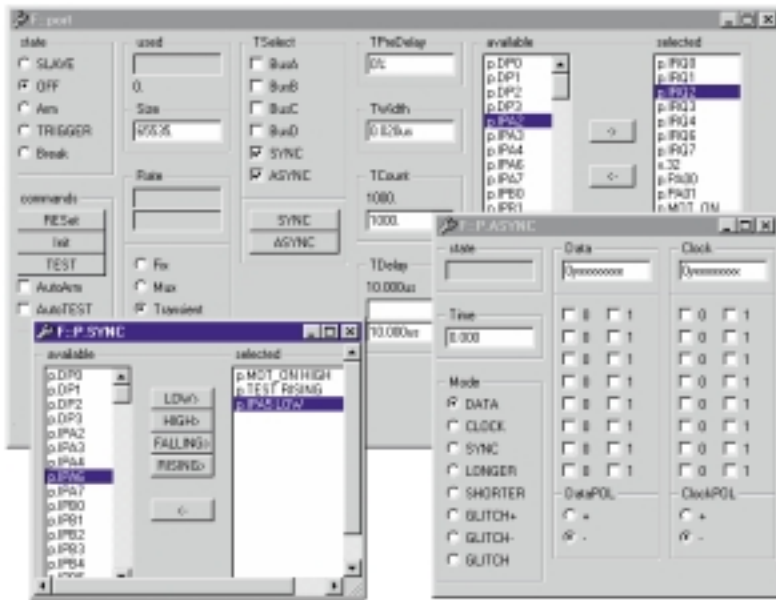 F::port
state
SLAVE
OFF
Arm
TRIGGER
Break
commands
RESet
Init
TEST
AutoArm
AutoTEST
used
0.
Size
65535.
Rate
Fix
Max
Transient
TSelect
BusA
BusB
BusC
BusD
SYNC
ASYNC
SYNC
ASYNC
TPreDelay
0%
TWidth
0.020us
TCount
1000.
1000.
TDelay
10.000us
10.000us
available
p.DP0
p.DP1
p.DP2
p.DP3
p.IPA2
p.IPA3
p.IPA4
p.IPA6
p.IPA7
p.IPB0
p.IPB1
->
<-
selected
p.IRQ0
p.IRQ1
p.IRQ2
p.IRQ3
p.IRQ4
p.IRQ6
p.IRQ7
x.32
p.PA00
p.PA01
p.MOT_ON
F::P.SYNC
available
p.DP0
p.DP1
p.DP2
p.DP3
p.IPA2
p.IPA3
p.IPA4
p.IPA6
p.IPA7
p.IPB0
p.IPB1
p.IPB2
p.IPB3
p.IPB4
p.IPB5
LOW>
HIGH>
FALLING>
RISING>
<-
selected
p.MOT_ON HIGH
p.TEST RISING
p.IPA5 LOW
F::P.ASYNC
state
Time
0.000
Mode
DATA
CLOCK
SYNC
LONGER
SHORTER
GLITCH+
GLITCH-
GLITCH
Data
0yxxxxxxxx
0 1
0 1
0 1
0 1
0 1
0 1
0 1
0 1
DataPOL
+
-
Clock
0yxxxxxxxx
0 1
0 1
0 1
0 1
0 1
0 1
0 1
0 1
ClockPOL
+
-